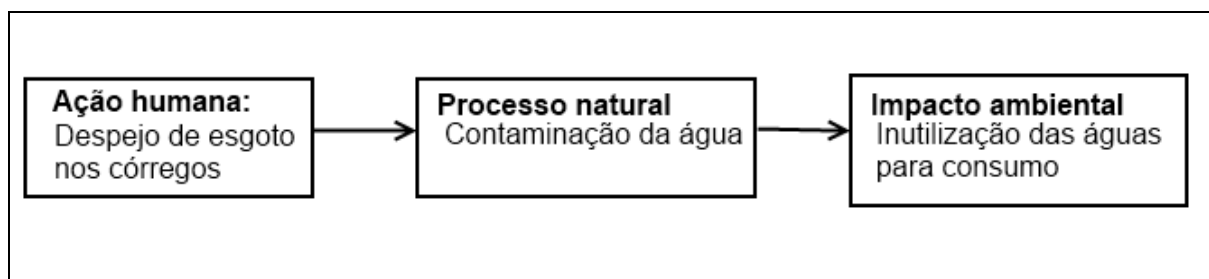 Ação humana:
Despejo de esgoto
nos córregos
Processo natural
Contaminação da água
Impacto ambiental
Inutilização das águas
para consumo